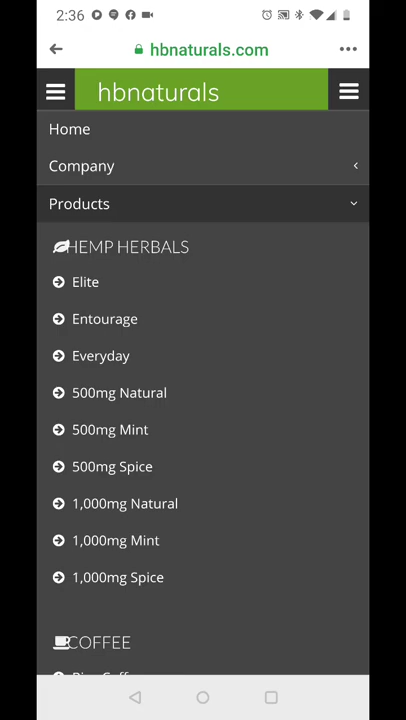 2:36
hbnaturals.com
hbnaturals
Home
Company
Products
HEMP HERBALS
Elite
Entourage
Everyday
500mg Natural
500mg Mint
500mg Spice
1,000mg Natural
1,000mg Mint
1,000mg Spice
COFFEE